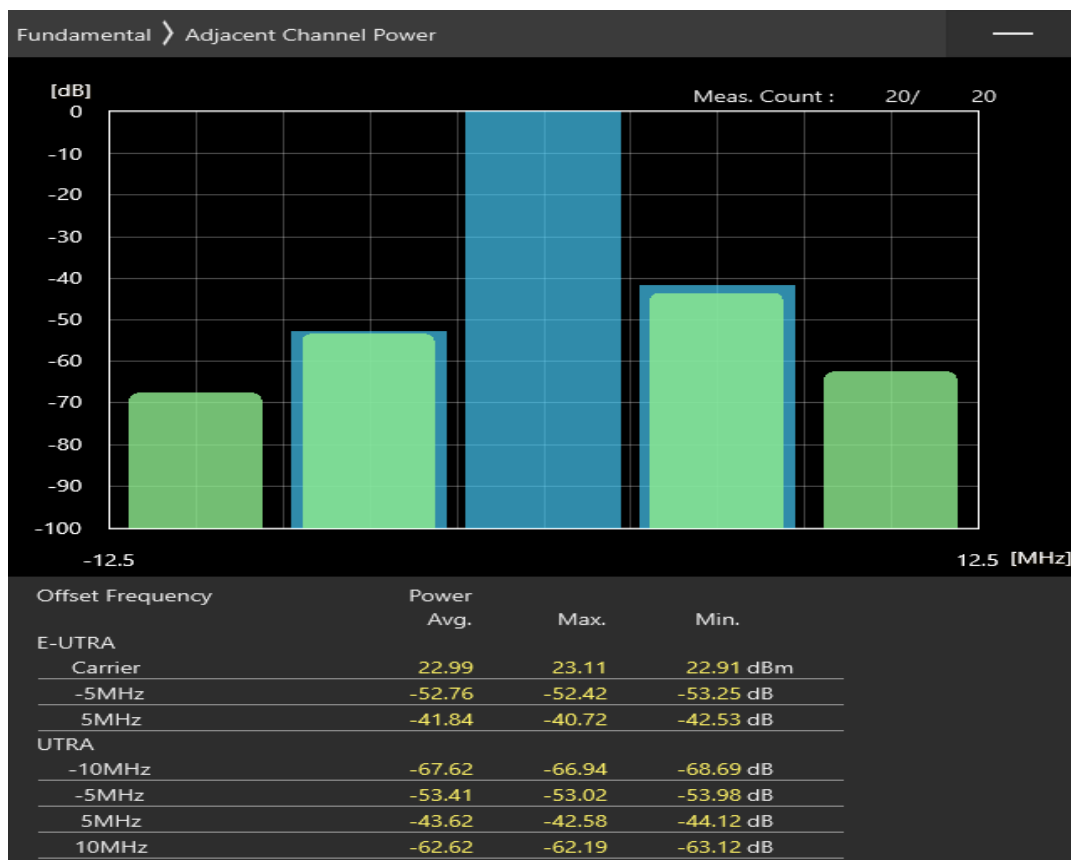 Fundamental ❯ Adjacent Channel Power
[dB]
Meas. Count : 20/ 20
0
-10
-20
-30
-40
-50
-60
-70
-80
-90
-100
-12.5 12.5 [MHz]
Offset Frequency Power
Avg. Max. Min.
E-UTRA
Carrier 22.99 23.11 22.91 dBm
-5MHz -52.76 -52.42 -53.25 dB
5MHz -41.84 -40.72 -42.53 dB
UTRA
-10MHz -67.62 -66.94 -68.69 dB
-5MHz -53.41 -53.02 -53.98 dB
5MHz -43.62 -42.58 -44.12 dB
10MHz -62.62 -62.19 -63.12 dB